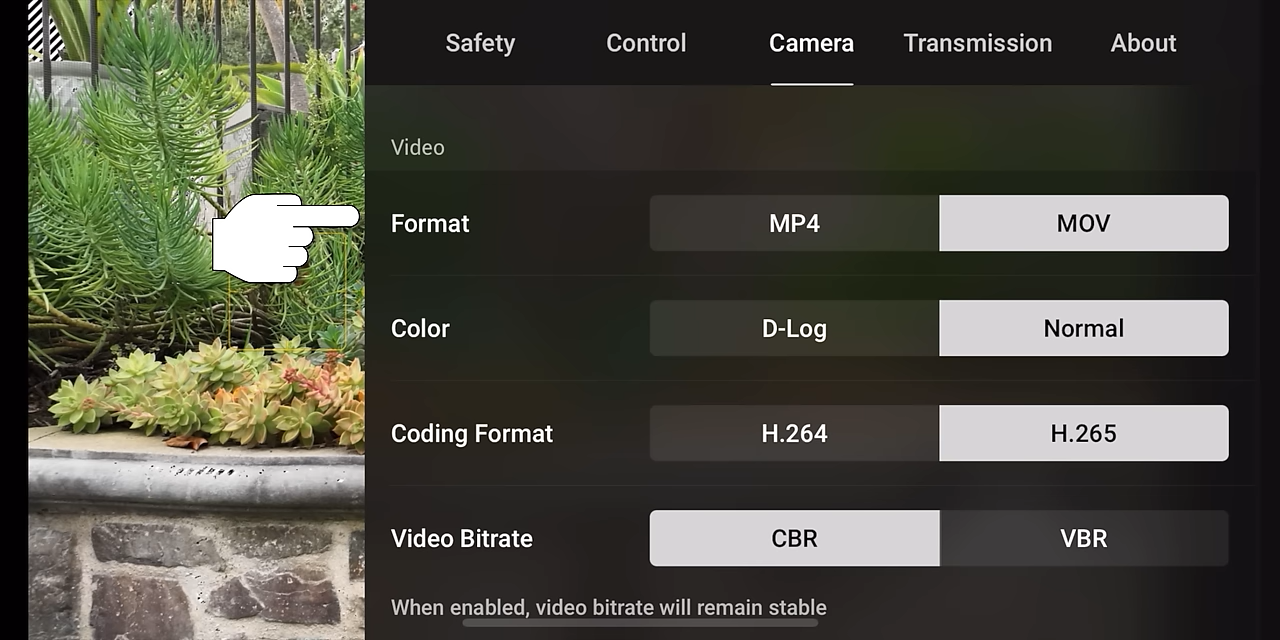 Safety Control Camera Transmission About
Video
Format MP4 MOV
Color D-Log Normal
Coding Format H.264 H.265
Video Bitrate CBR VBR
When enabled, video bitrate will remain stable